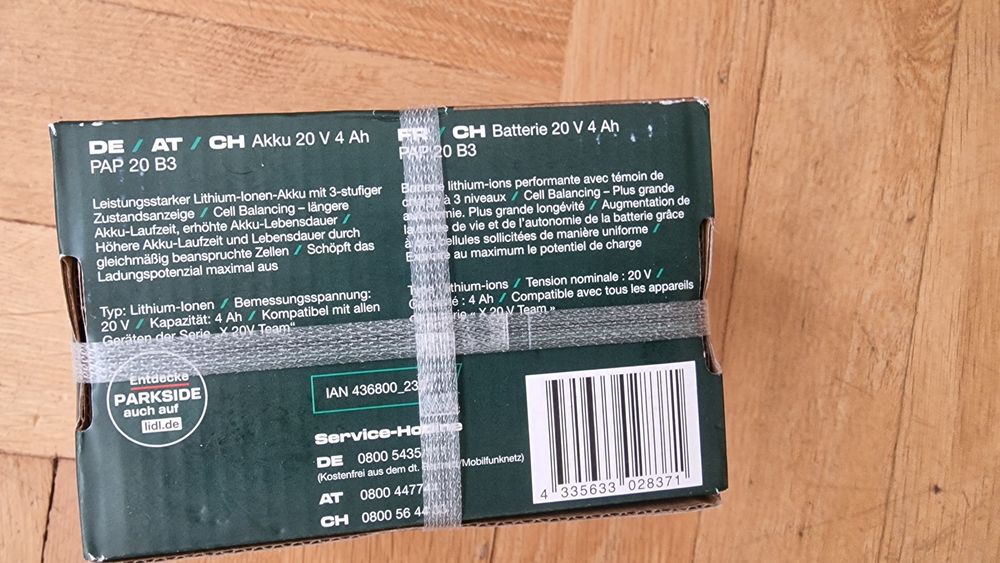 DE / AT / CH Akku 20 V 4 Ah
PAP 20 B3
Leistungsstarker Lithium-Ionen-Akku mit 3-stufiger
Zustandsanzeige / Cell Balancing – längere
Akku-Laufzeit, erhöhte Akku-Lebensdauer /
Höhere Akku-Laufzeit und Lebensdauer durch
gleichmäßig beanspruchte Zellen / Schöpft das
Ladungspotenzial maximal aus
Typ: Lithium-Ionen / Bemessungsspannung:
20 V / Kapazität: 4 Ah / Kompatibel mit allen
Geräten der Serie „X 20V Team“
FR / CH Batterie 20 V 4 Ah
PAP 20 B3
lithium-ions performante avec témoin de
à 3 niveaux / Cell Balancing – Plus grande
Plus grande longévité / Augmentation de
de vie et de l'autonomie de la batterie grâce
cellules sollicitées de manière uniforme /
au maximum le potentiel de charge
Lithium-ions / Tension nominale : 20 V /
: 4 Ah / Compatible avec tous les appareils
« X 20 V Team »
Entdecke
PARKSIDE
auch auf
lidl.de
IAN 436800_23
DE 0800 5435
(Kostenfrei aus dem dt.
AT 0800 4477
CH 0800 56 44
4 335633 028371